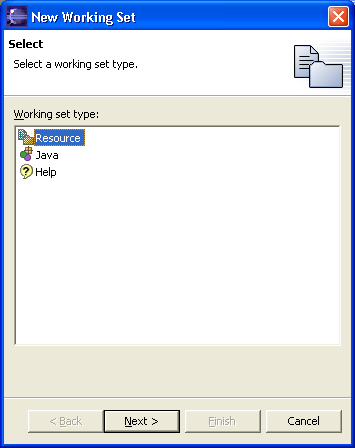 New Working Set
Select
Select a working set type.
Working set type:
Resource
Java
Help
< Back Next > Finish Cancel